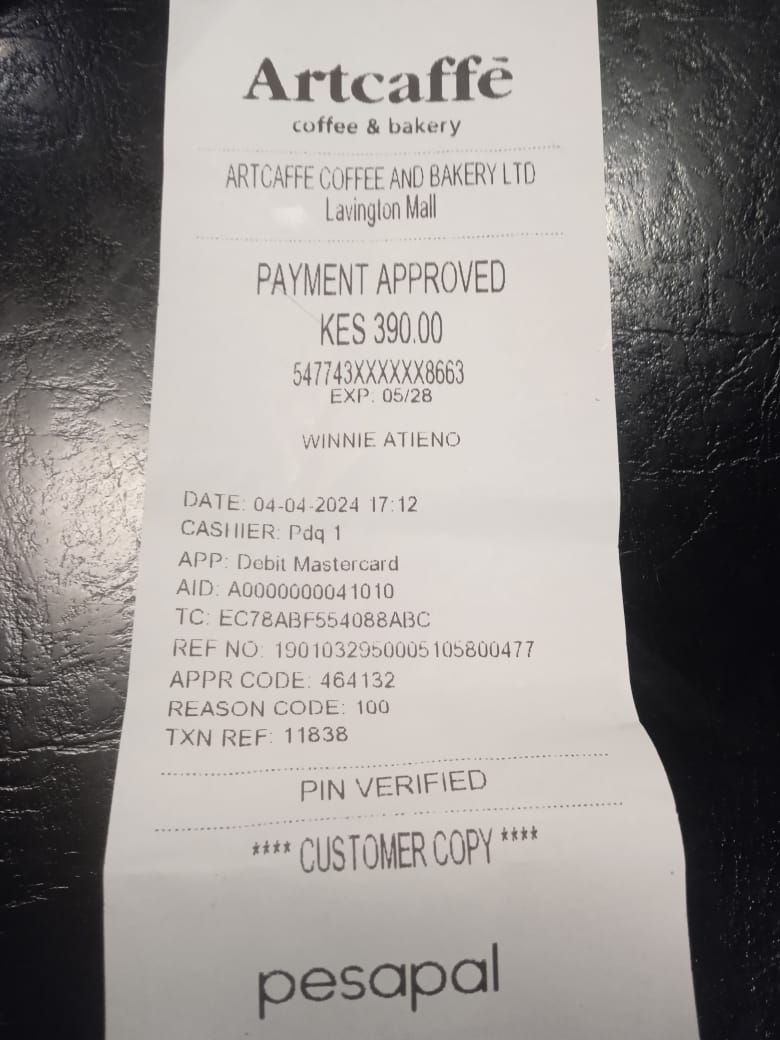 Artcaffē
coffee & bakery
ARTCAFFE COFFEE AND BAKERY LTD
Lavington Mall
PAYMENT APPROVED
KES 390.00
547743XXXXXX8663
EXP: 05/28
WINNIE ATIENO
DATE: 04-04-2024 17:12
CASHIER: Pdq 1
APP: Debit Mastercard
AID: A0000000041010
TC: EC78ABF554088ABC
REF NO: 1901032950005105800477
APPR CODE: 464132
REASON CODE: 100
TXN REF: 11838
PIN VERIFIED
**** CUSTOMER COPY ****
pesapal